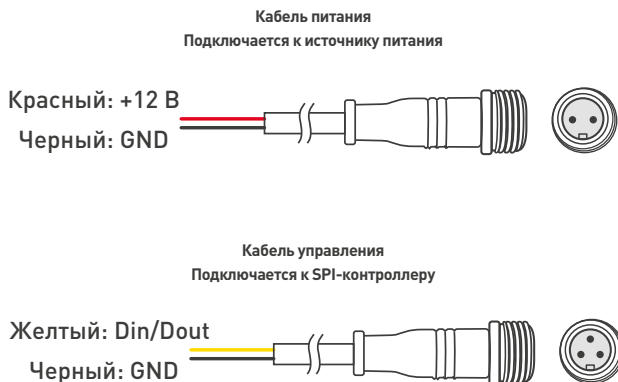 Кабель питания
Подключается к источнику питания
Красный: +12 В
Черный: GND
Кабель управления
Подключается к SPI-контроллеру
Желтый: Din/Dout
Черный: GND